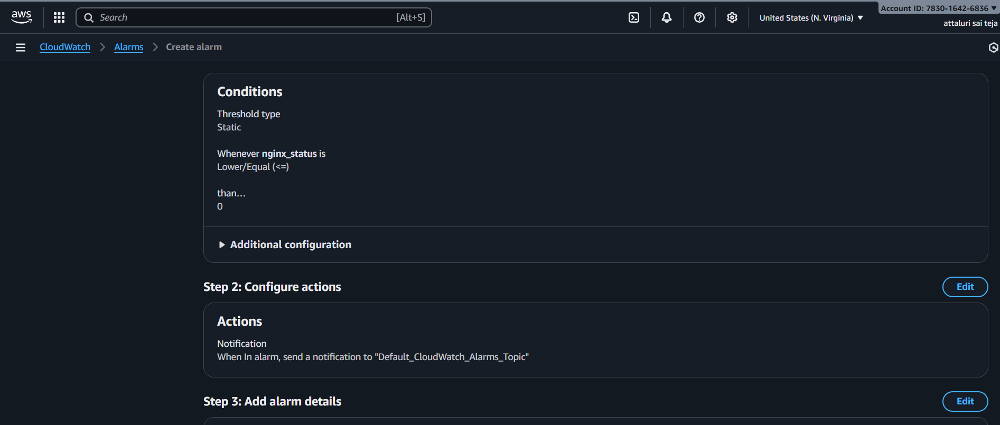 aws
Search [Alt+S]
United States (N. Virginia) ▼
Account ID: 7830-1642-6836 ▼
attaluri sai teja
CloudWatch > Alarms > Create alarm
Conditions
Threshold type
Static
Whenever nginx_status is
Lower/Equal (<=)
than...
0
Additional configuration
Step 2: Configure actions
Edit
Actions
Notification
When In alarm, send a notification to "Default_CloudWatch_Alarms_Topic"
Step 3: Add alarm details
Edit